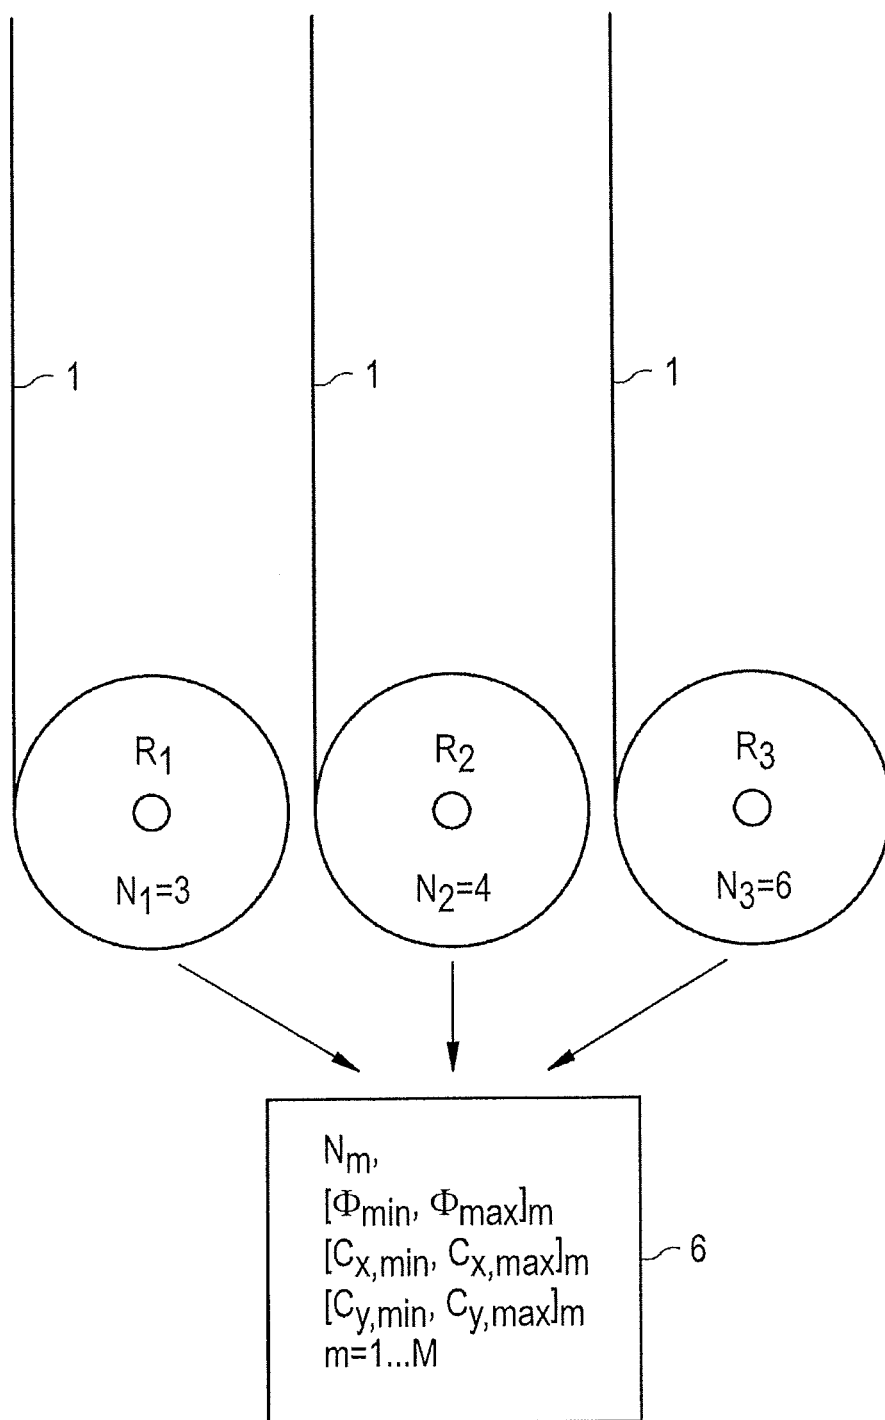 1 1 1
R1 R2 R3
N1=3 N2=4 N3=6
Nm,
[Φmin, Φmax]m
[Cx,min, Cx,max]m 6
[Cy,min, Cy,max]m
m=1...M